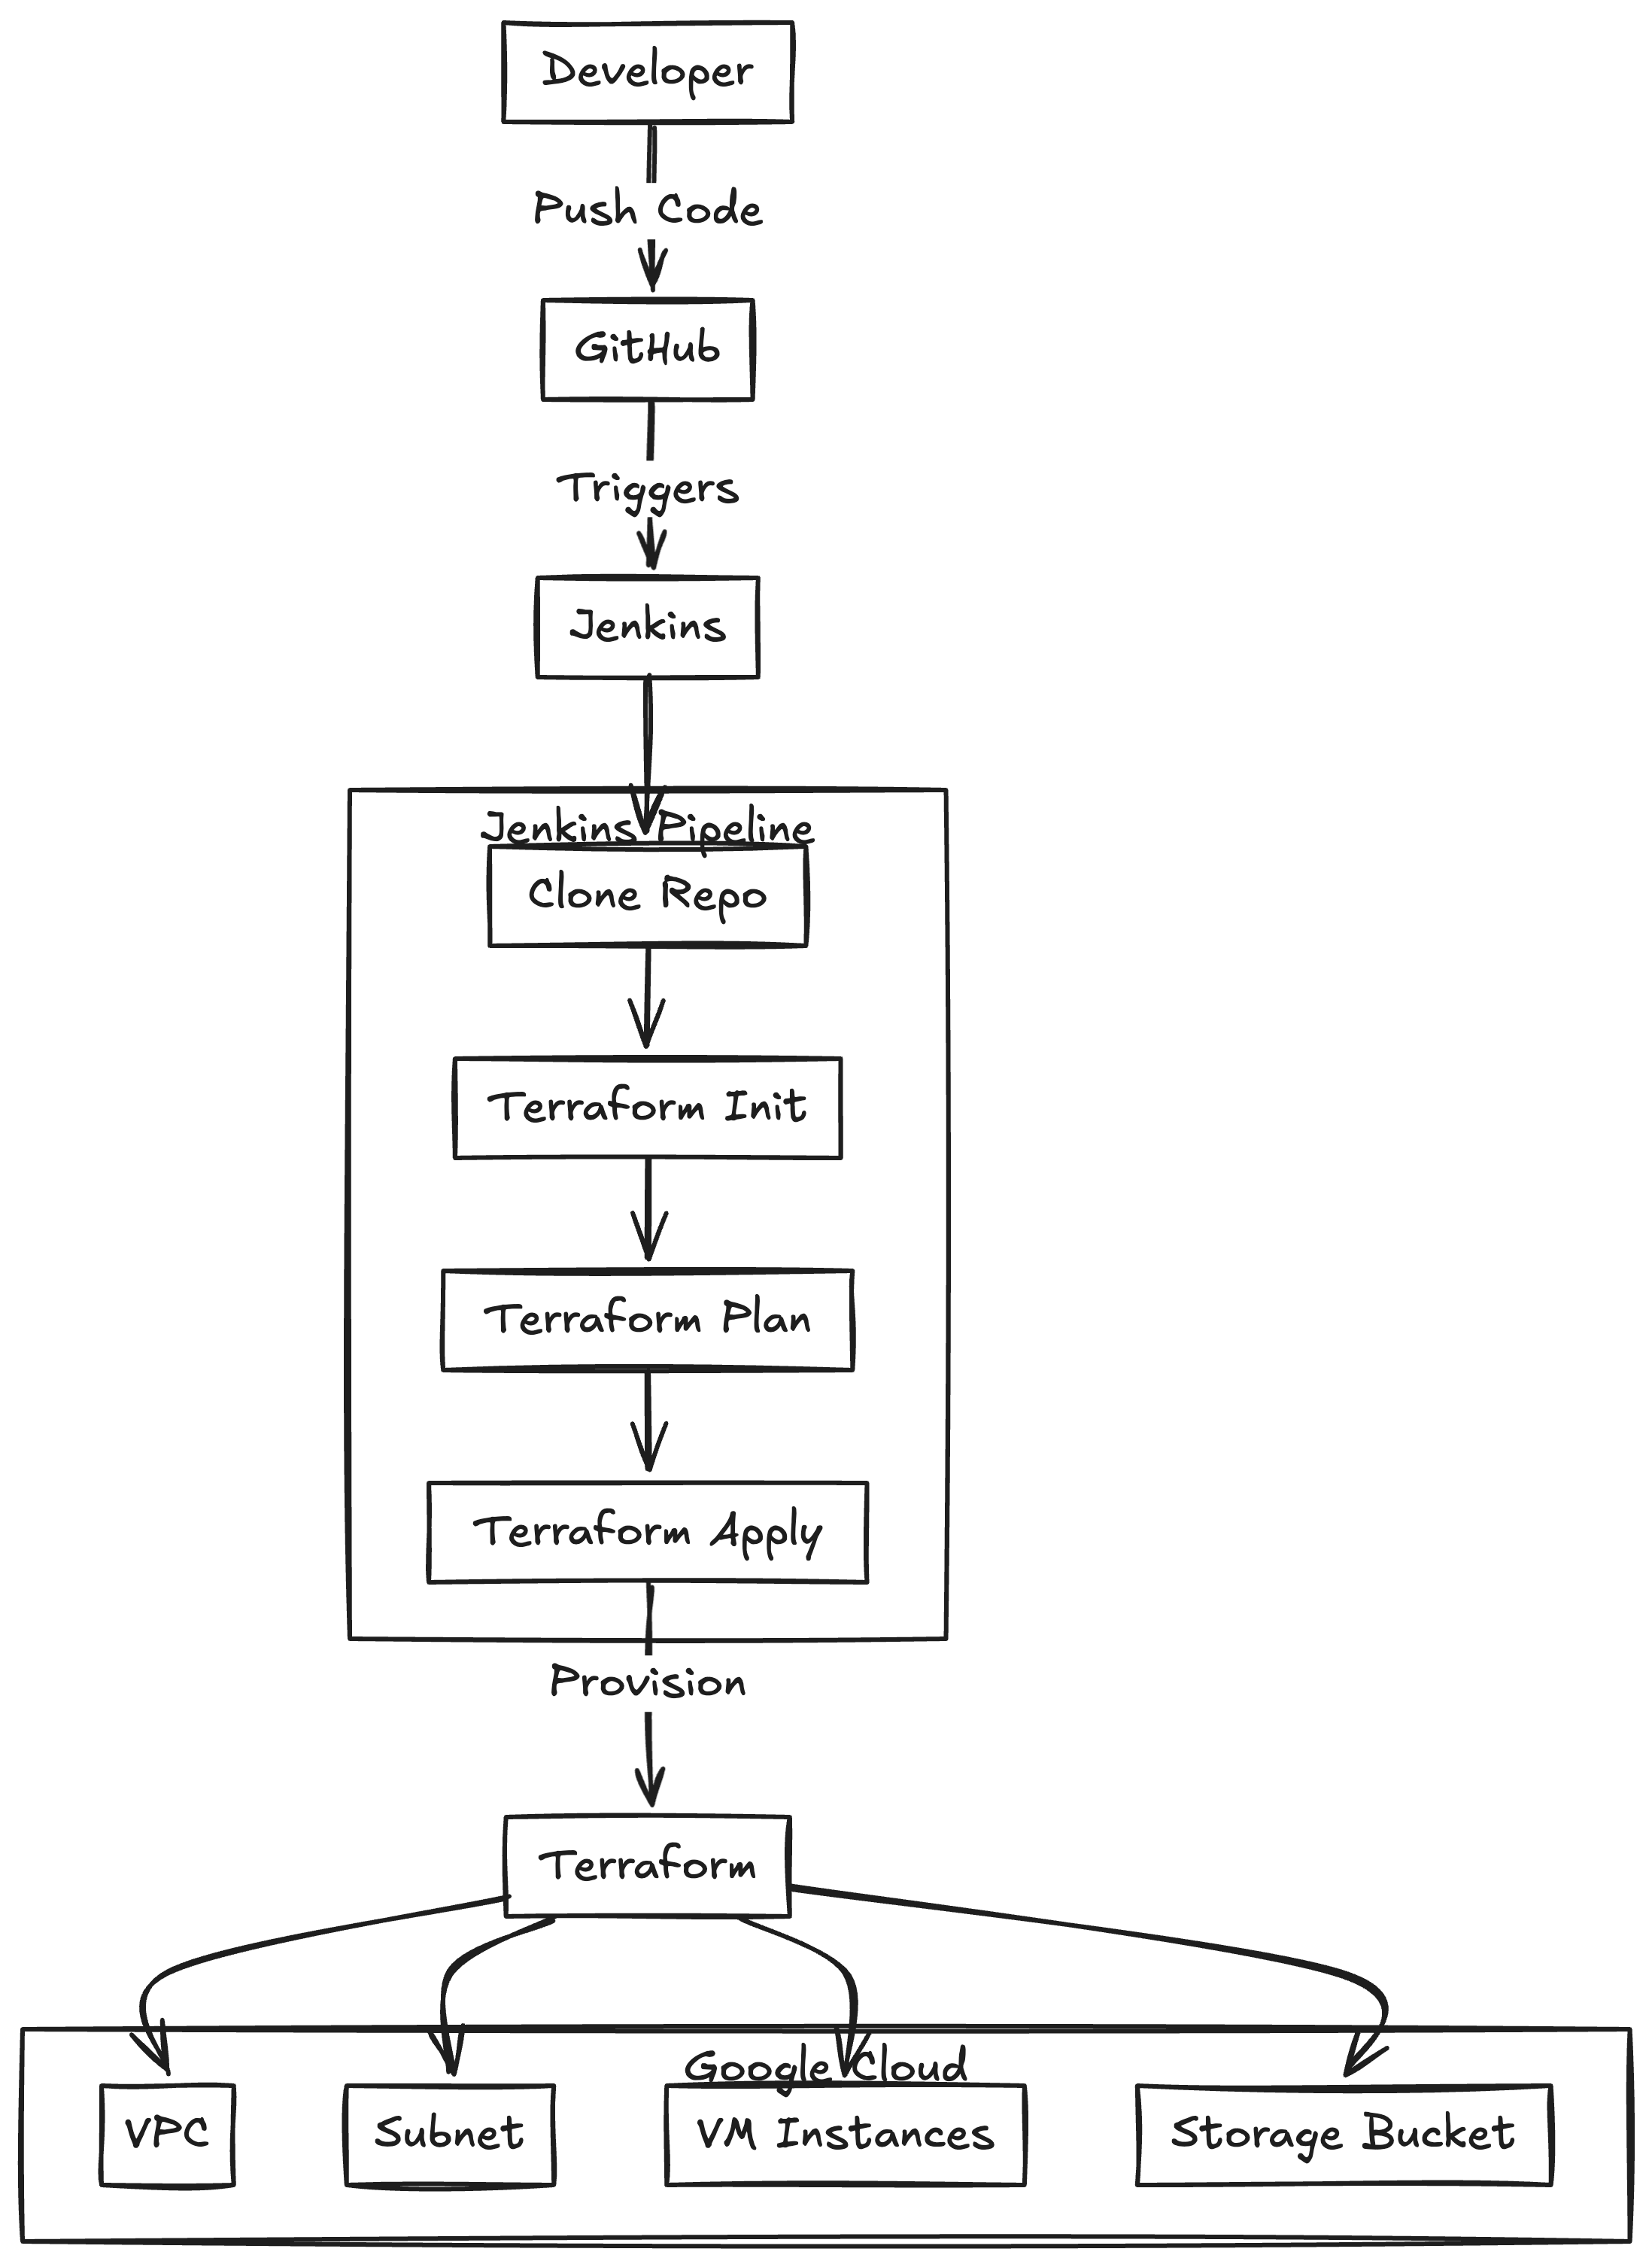 Developer
Push Code
GitHub
Triggers
Jenkins
Jenkins Pipeline
Clone Repo
Terraform Init
Terraform Plan
Terraform Apply
Provision
Terraform
Google Cloud
VPC
Subnet
VM Instances
Storage Bucket